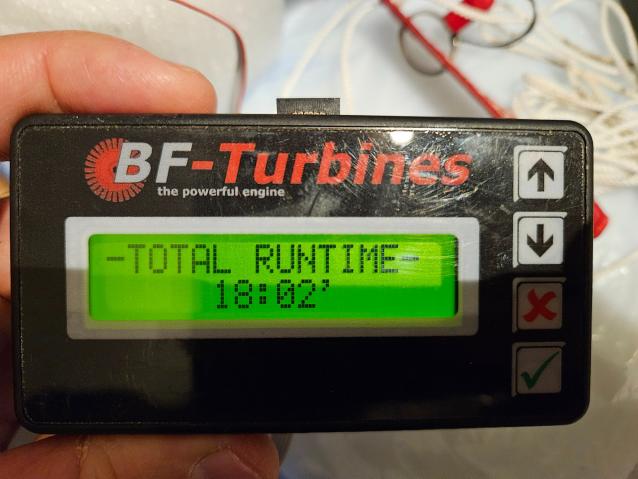 BF-Turbines
the powerful engine
-TOTAL RUNTIME-
18:02'